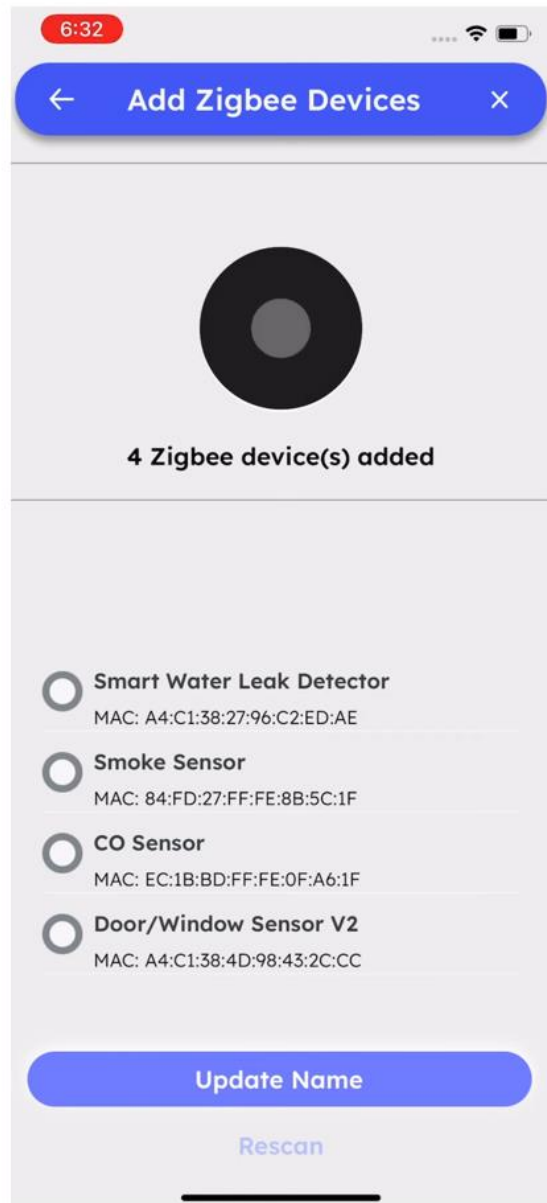 6:32
Add Zigbee Devices
4 Zigbee device(s) added
Smart Water Leak Detector
MAC: A4:C1:38:27:96:C2:ED:AE
Smoke Sensor
MAC: 84:FD:27:FF:FE:8B:5C:1F
CO Sensor
MAC: EC:1B:BD:FF:FE:0F:A6:1F
Door/Window Sensor V2
MAC: A4:C1:38:4D:98:43:2C:CC
Update Name
Rescan